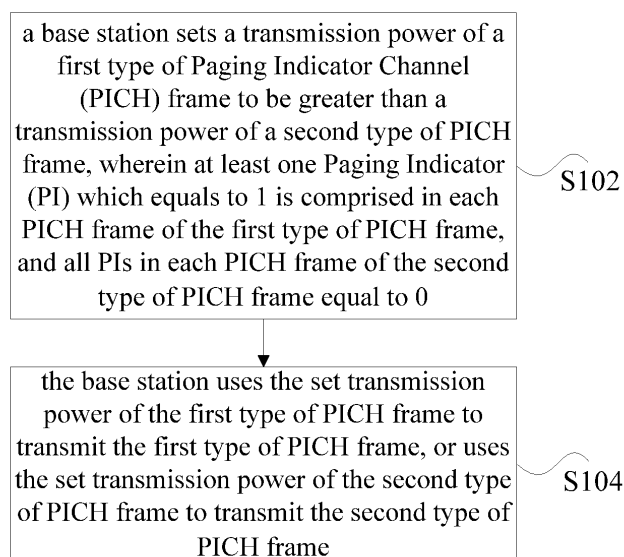 a base station sets a transmission power of a
first type of Paging Indicator Channel
(PICH) frame to be greater than a
transmission power of a second type of PICH
frame, wherein at least one Paging Indicator
(PI) which equals to 1 is comprised in each
PICH frame of the first type of PICH frame,
and all PIs in each PICH frame of the second
type of PICH frame equal to 0
S102
the base station uses the set transmission
power of the first type of PICH frame to
transmit the first type of PICH frame, or uses
the set transmission power of the second type
of PICH frame to transmit the second type of
PICH frame
S104